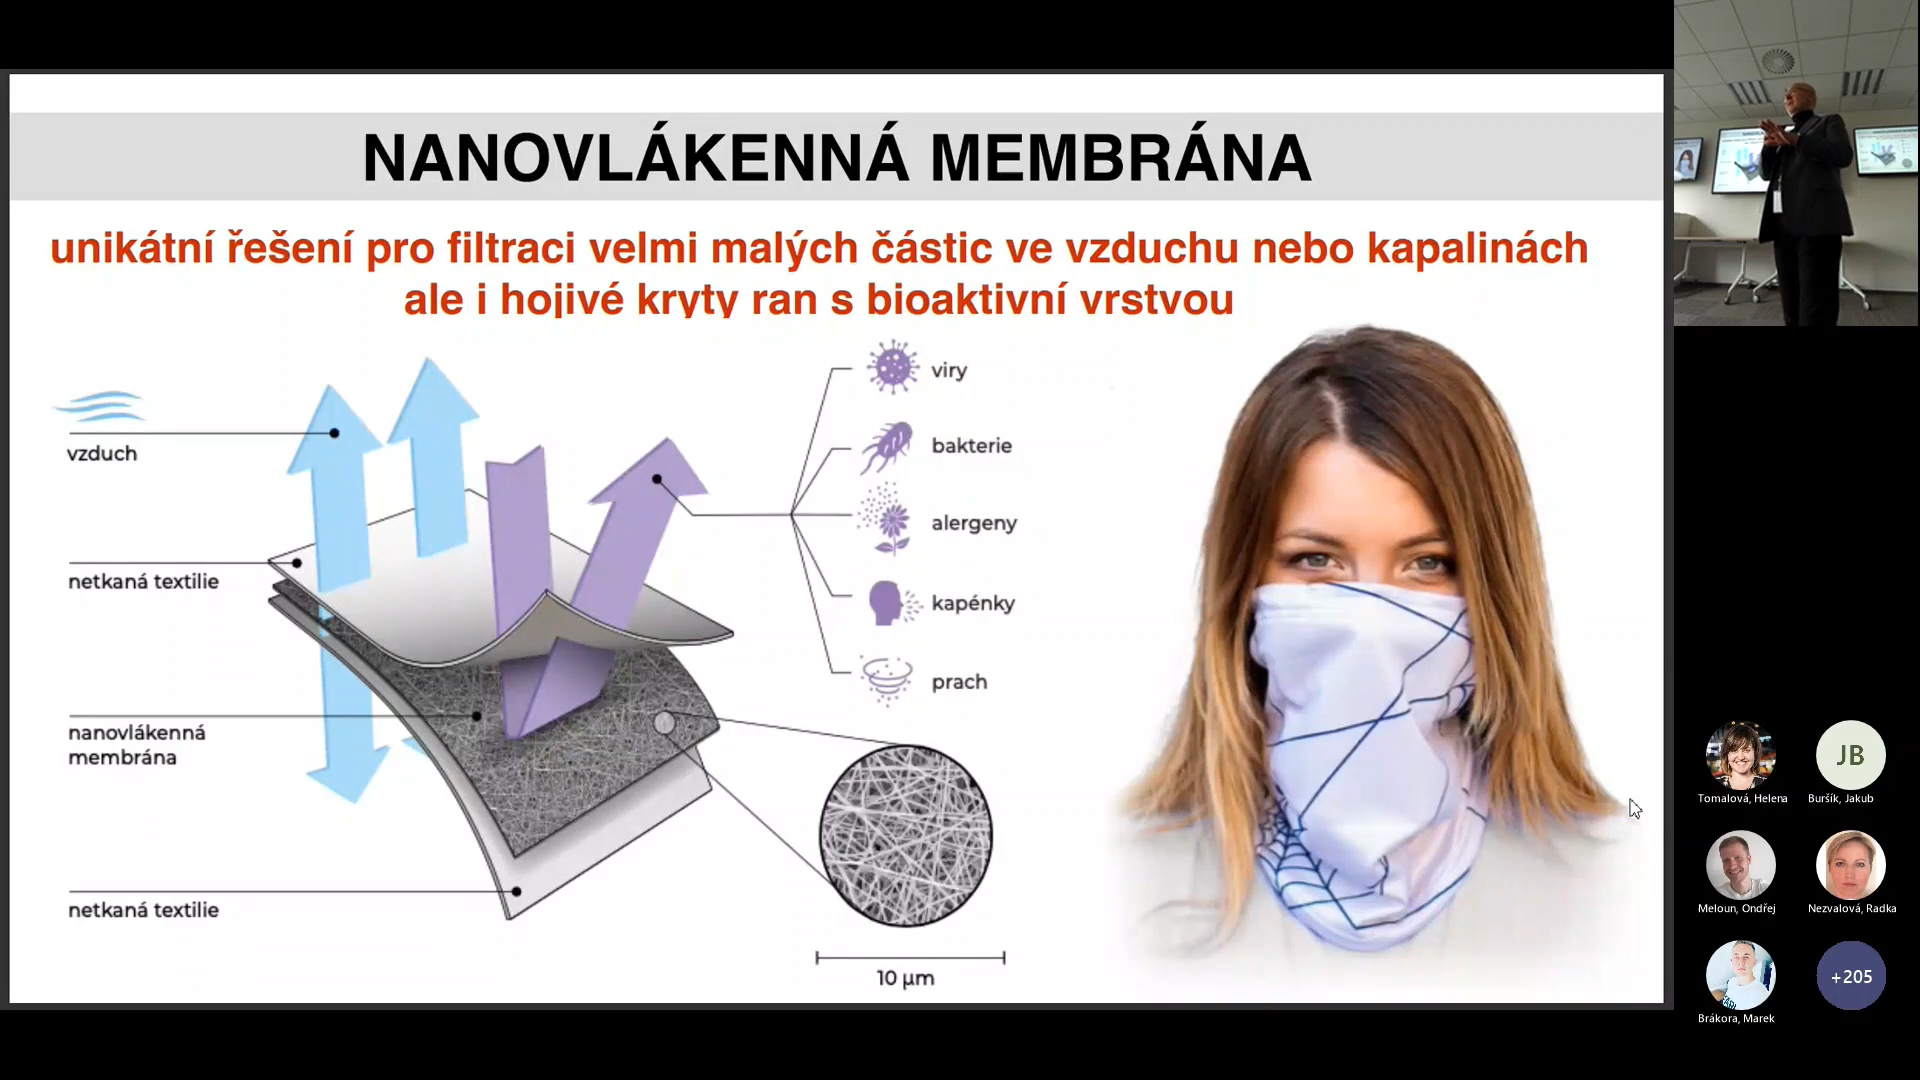 NANOVLÁKENNÁ MEMBRÁNA
unikátní řešení pro filtraci velmi malých částic ve vzduchu nebo kapalinách
ale i hojivé kryty ran s bioaktivní vrstvou
vzduch
netkaná textilie
nanovlákenná
membrána
netkaná textilie
viry
bakterie
alergeny
kapénky
prach
10 µm
Tomalová, Helena
JB
Buršík, Jakub
Meloun, Ondřej
Nezvalová, Radka
Brákora, Marek
+205